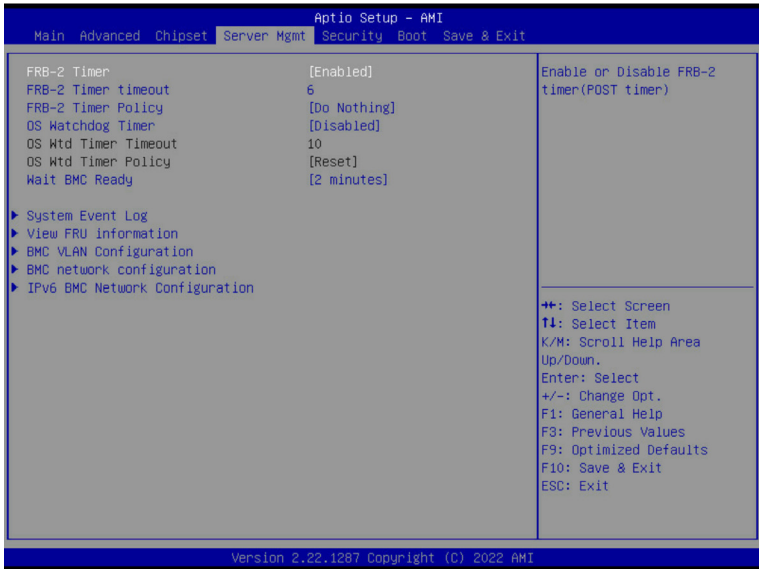 Aptio Setup – AMI
Main Advanced Chipset Server Mgmt Security Boot Save & Exit
FRB-2 Timer [Enabled]
FRB-2 Timer timeout 6
FRB-2 Timer Policy [Do Nothing]
OS Watchdog Timer [Disabled]
OS Wtd Timer Timeout 10
OS Wtd Timer Policy [Reset]
Wait BMC Ready [2 minutes]
System Event Log
View FRU information
BMC VLAN Configuration
BMC network configuration
IPv6 BMC Network Configuration
Enable or Disable FRB-2
timer(POST timer)
→←: Select Screen
↑↓: Select Item
K/M: Scroll Help Area
Up/Down.
Enter: Select
+/-: Change Opt.
F1: General Help
F3: Previous Values
F9: Optimized Defaults
F10: Save & Exit
ESC: Exit
Version 2.22.1287 Copyright (C) 2022 AMI